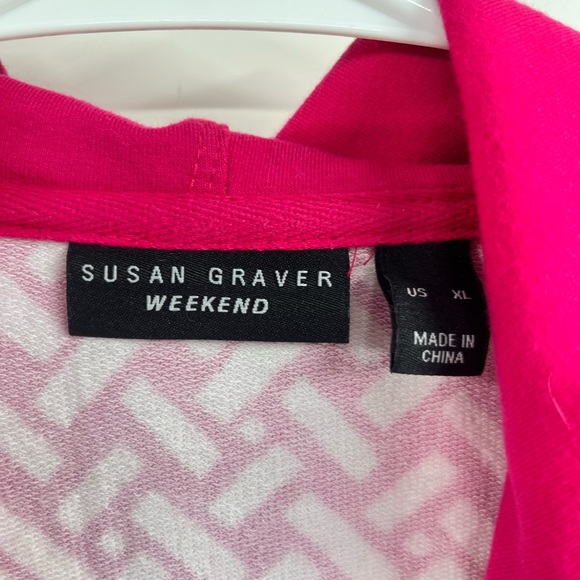 SUSAN GRAVER
WEEKEND
US XL
MADE IN
CHINA